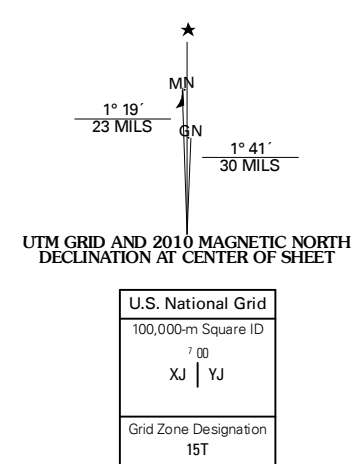 ★
MN
1° 19´
23 MILS
GN
1° 41´
30 MILS
UTM GRID AND 2010 MAGNETIC NORTH
DECLINATION AT CENTER OF SHEET
U.S. National Grid
100,000-m Square ID
7 00
XJ | YJ
Grid Zone Designation
15T